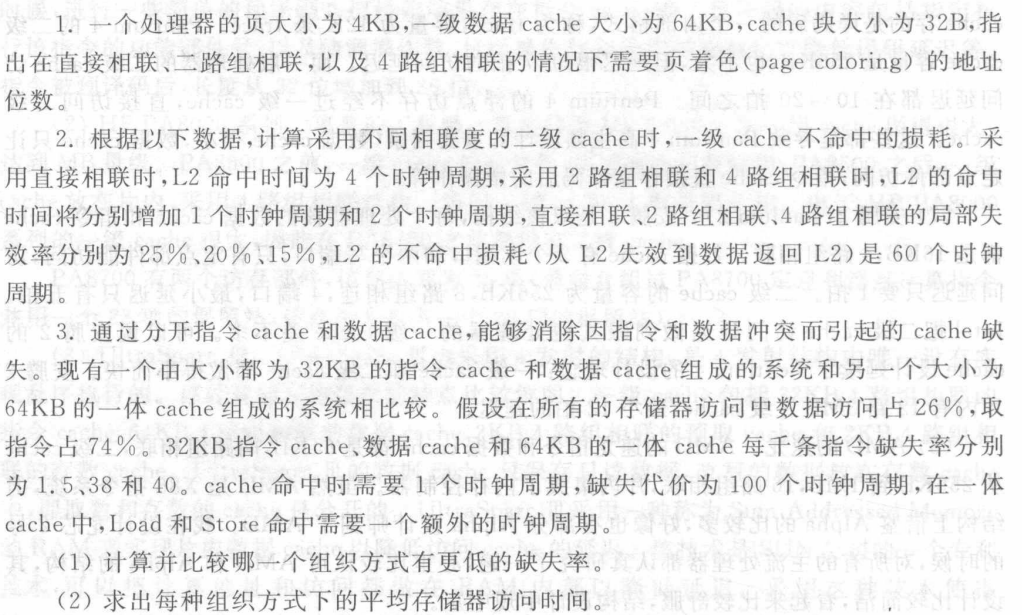 1. 一个处理器的页大小为 4KB,一级数据 cache 大小为 64KB,cache 块大小为 32B,指
出在直接相联、二路组相联,以及 4 路组相联的情况下需要页着色(page coloring) 的地址
位数。
2. 根据以下数据,计算采用不同相联度的二级 cache 时,一级 cache 不命中的损耗。采
用直接相联时,L2 命中时间为 4 个时钟周期,采用 2 路组相联和 4 路组相联时,L2 的命中
时间将分别增加 1 个时钟周期和 2 个时钟周期,直接相联、2 路组相联、4 路组相联的局部失
效率分别为 25%、20%、15%,L2 的不命中损耗(从 L2 失效到数据返回 L2)是 60 个时钟
周期。
3. 通过分开指令 cache 和数据 cache,能够消除因指令和数据冲突而引起的 cache 缺
失。现有一个由大小都为 32KB 的指令 cache 和数据 cache 组成的系统和另一个大小为
64KB 的一体 cache 组成的系统相比较。假设在所有的存储器访问中数据访问占 26%,取
指令占 74%。32KB 指令 cache、数据 cache 和 64KB 的一体 cache 每千条指令缺失率分别
为 1.5、38 和 40。cache 命中时需要 1 个时钟周期,缺失代价为 100 个时钟周期,在一体
cache 中,Load 和 Store 命中需要一个额外的时钟周期。
(1) 计算并比较哪一个组织方式有更低的缺失率。
(2) 求出每种组织方式下的平均存储器访问时间。